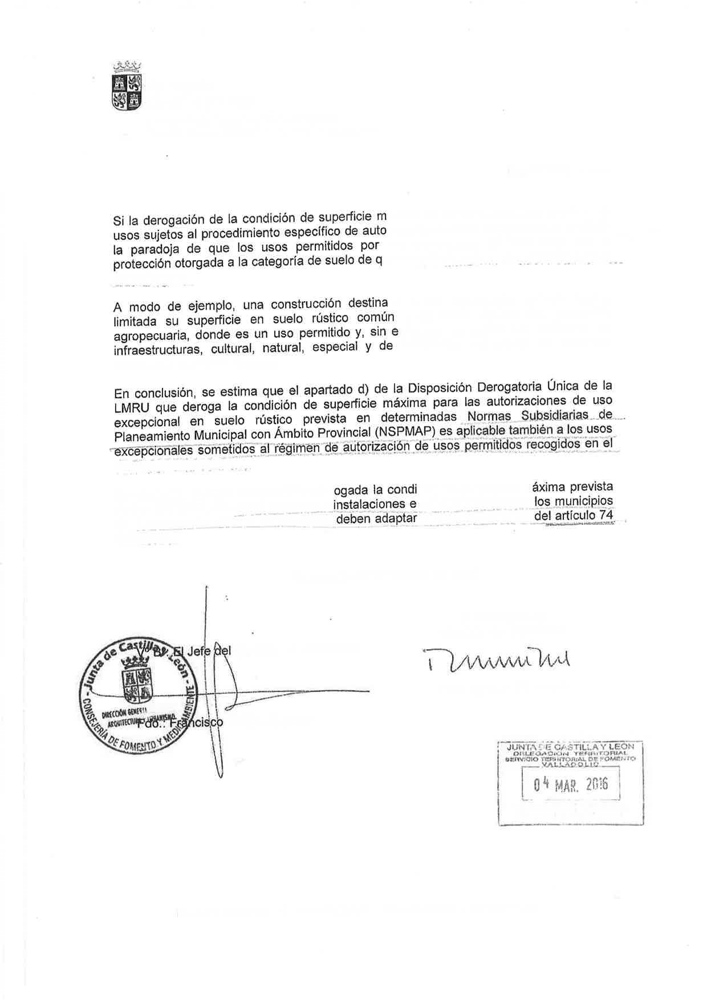 Si la derogación de la condición de superficie m
usos sujetos al procedimiento específico de auto
la paradoja de que los usos permitidos por
protección otorgada a la categoría de suelo de q
A modo de ejemplo, una construcción destina
limitada su superficie en suelo rústico común
agropecuaria, donde es un uso permitido y, sin e
infraestructuras, cultural, natural, especial y de
En conclusión, se estima que el apartado d) de la Disposición Derogatoria Única de la
LMRU que deroga la condición de superficie máxima para las autorizaciones de uso
excepcional en suelo rústico prevista en determinadas Normas Subsidiarias de
Planeamiento Municipal con Ámbito Provincial (NSPMAP) es aplicable también a los usos
excepcionales sometidos al régimen de autorización de usos permitidos recogidos en el
ogada la condi áxima prevista
instalaciones e los municipios
deben adaptar del artículo 74
El Jefe del
Fdo.: Francisco
Junta de Castilla y León
DIRECCIÓN
ARQUITECTURA Y URBANISMO
CONSEJERÍA DE FOMENTO Y MEDIO AMBIENTE
JUNTA DE CASTILLA Y LEÓN
DELEGACIÓN TERRITORIAL
SERVICIO TERRITORIAL DE FOMENTO
VALLADOLID
04 MAR. 2016